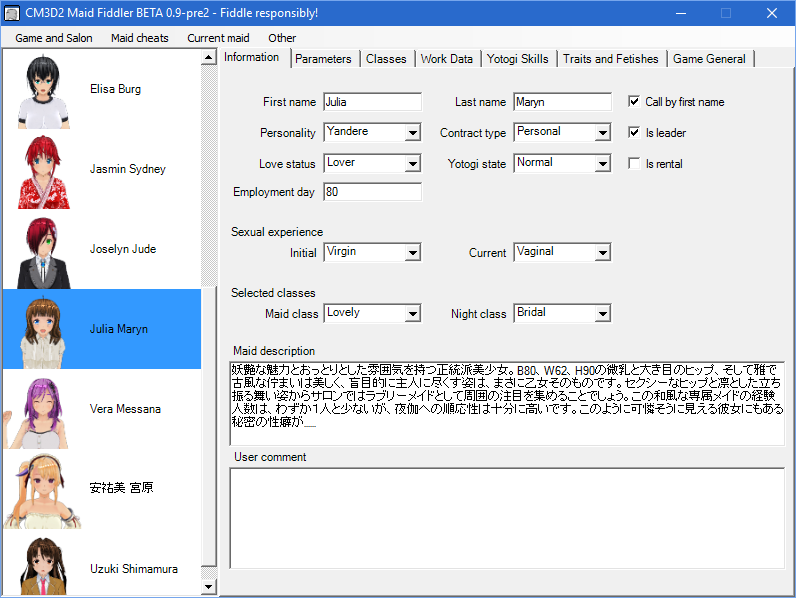 CM3D2 Maid Fiddler BETA 0.9-pre2 - Fiddle responsibly!
Game and Salon Maid cheats Current maid Other
Elisa Burg
Jasmin Sydney
Joselyn Jude
Julia Maryn
Vera Messana
安祐美 宮原
Uzuki Shimamura
Information Parameters Classes Work Data Yotogi Skills Traits and Fetishes Game General
First name Julia Last name Maryn Call by first name
Personality Yandere Contract type Personal Is leader
Love status Lover Yotogi state Normal Is rental
Employment day 80
Sexual experience
Initial Virgin Current Vaginal
Selected classes
Maid class Lovely Night class Bridal
Maid description
妖艶な魅力とおっとりとした雰囲気を持つ正統派美少女。B80、W62、H90の微乳と大き目のヒップ、そして雅で
古風な佇まいは美しく、盲目的に主人に尽くす姿は、まさに乙女そのものです。セクシーなヒップと凛とした立ち
振る舞い姿からサロンではラブリーメイドとして周囲の注目を集めることでしょう。この和風な専属メイドの経験
人数は、わずか１人と少ないが、夜伽への順応性は十分に高いです。このように可憐そうに見える彼女にもある
秘密の性癖が＿
User comment